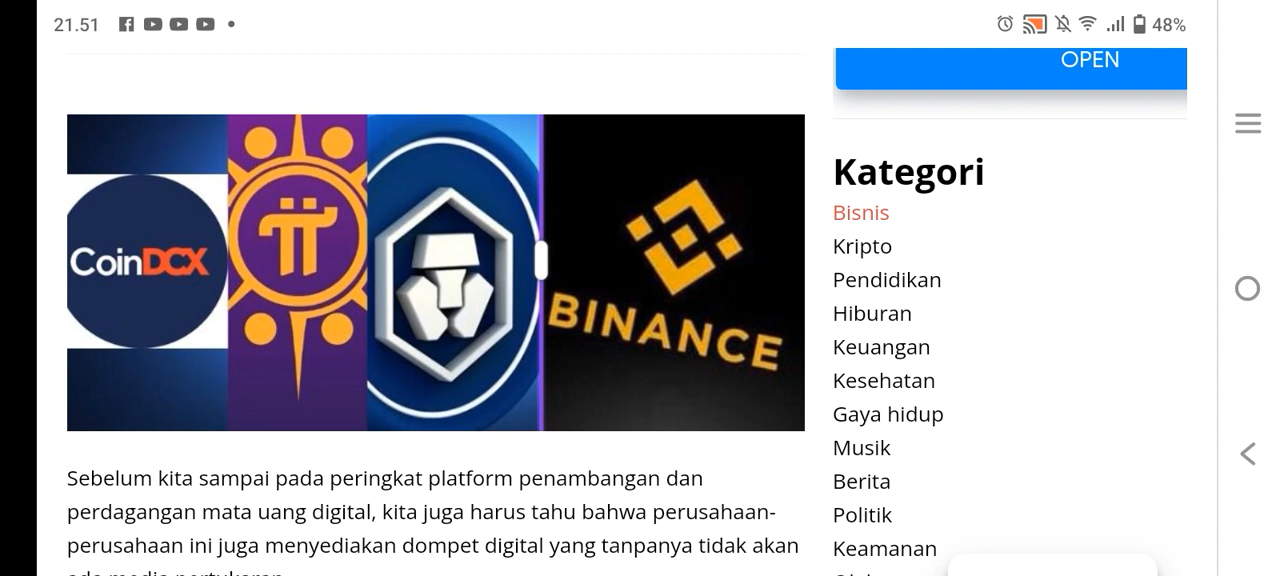 21.51
48%
OPEN
CoinDCX
BINANCE
Sebelum kita sampai pada peringkat platform penambangan dan
perdagangan mata uang digital, kita juga harus tahu bahwa perusahaan-
perusahaan ini juga menyediakan dompet digital yang tanpanya tidak akan
Kategori
Bisnis
Kripto
Pendidikan
Hiburan
Keuangan
Kesehatan
Gaya hidup
Musik
Berita
Politik
Keamanan